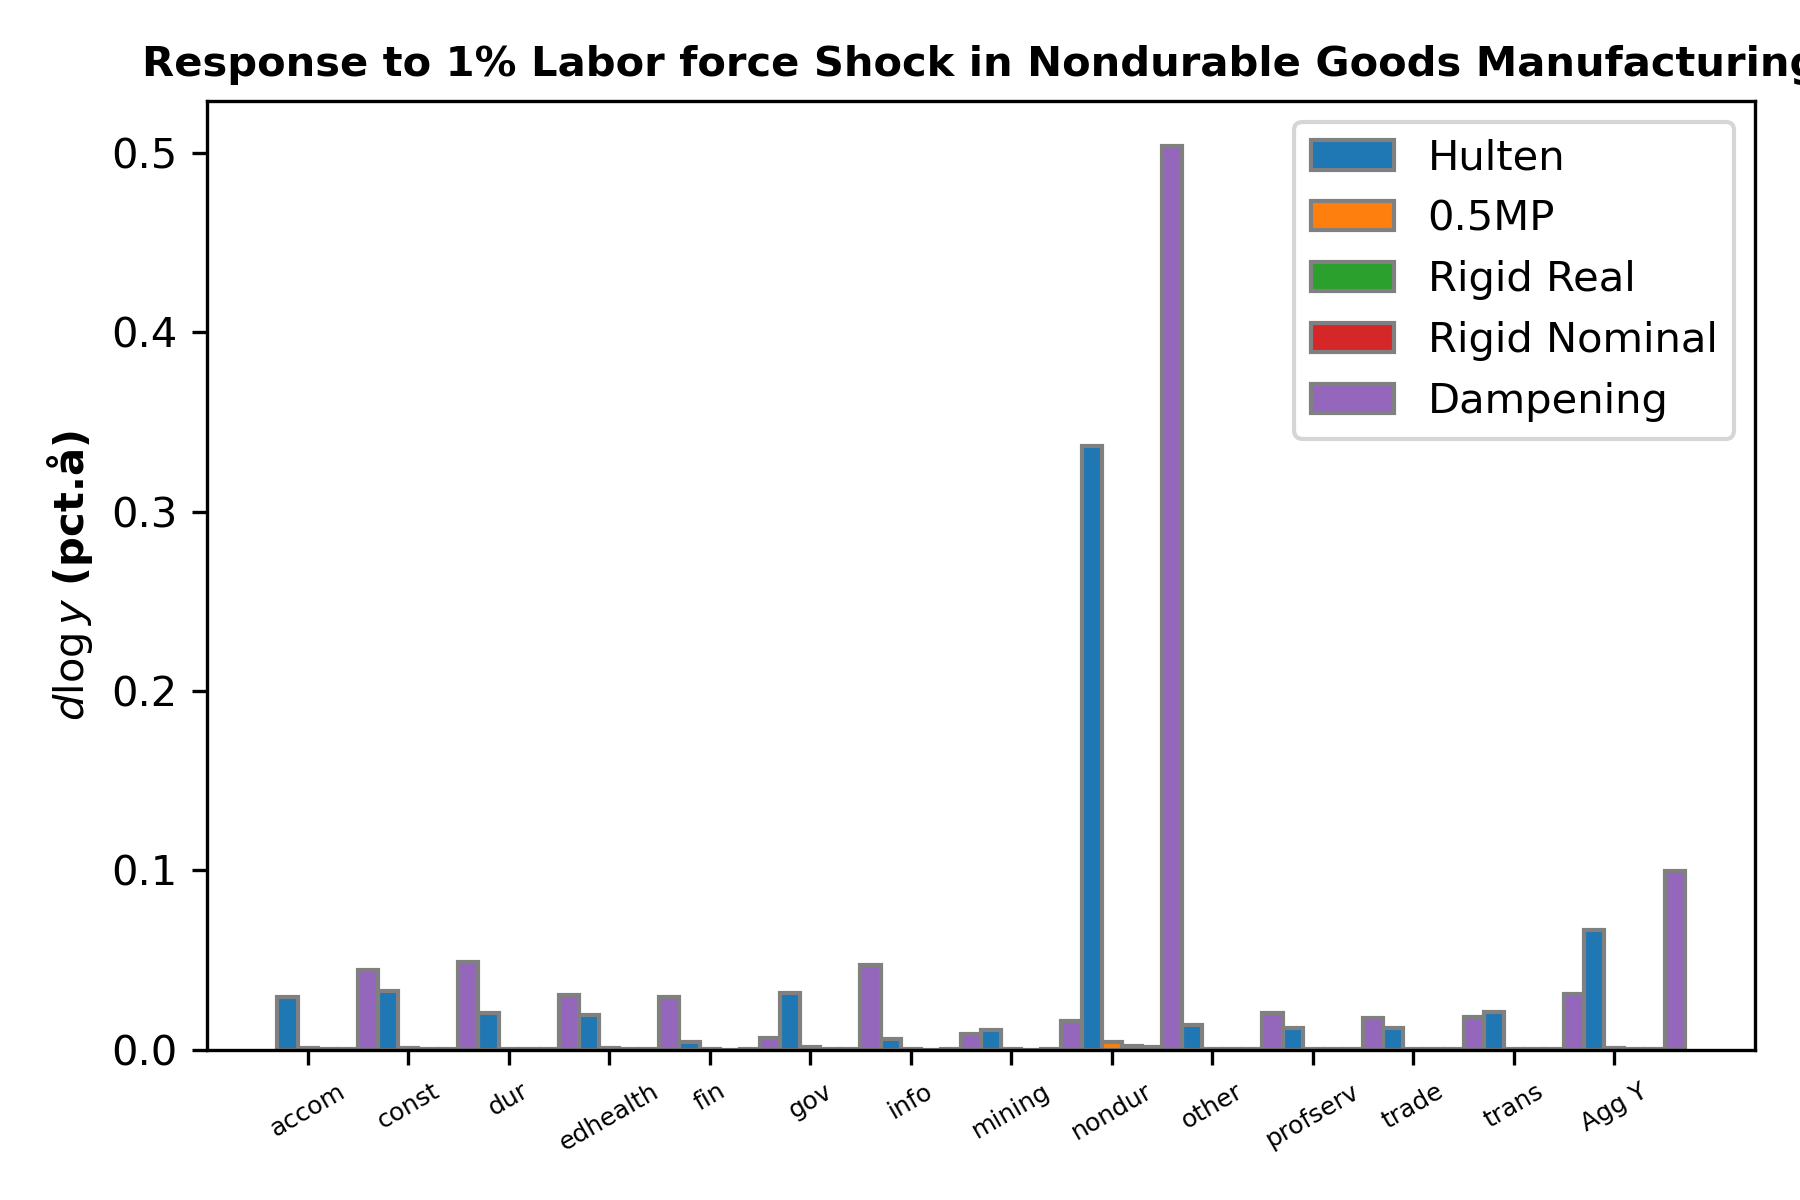 Response to 1% Labor force Shock in Nondurable Goods Manufacturing
Hulten
0.5MP
Rigid Real
Rigid Nominal
Dampening
dlog y (pct.å)
0.5
0.4
0.3
0.2
0.1
0.0
accom
const
dur
edhealth
fin
gov
info
mining
nondur
other
profserv
trade
trans
Agg Y